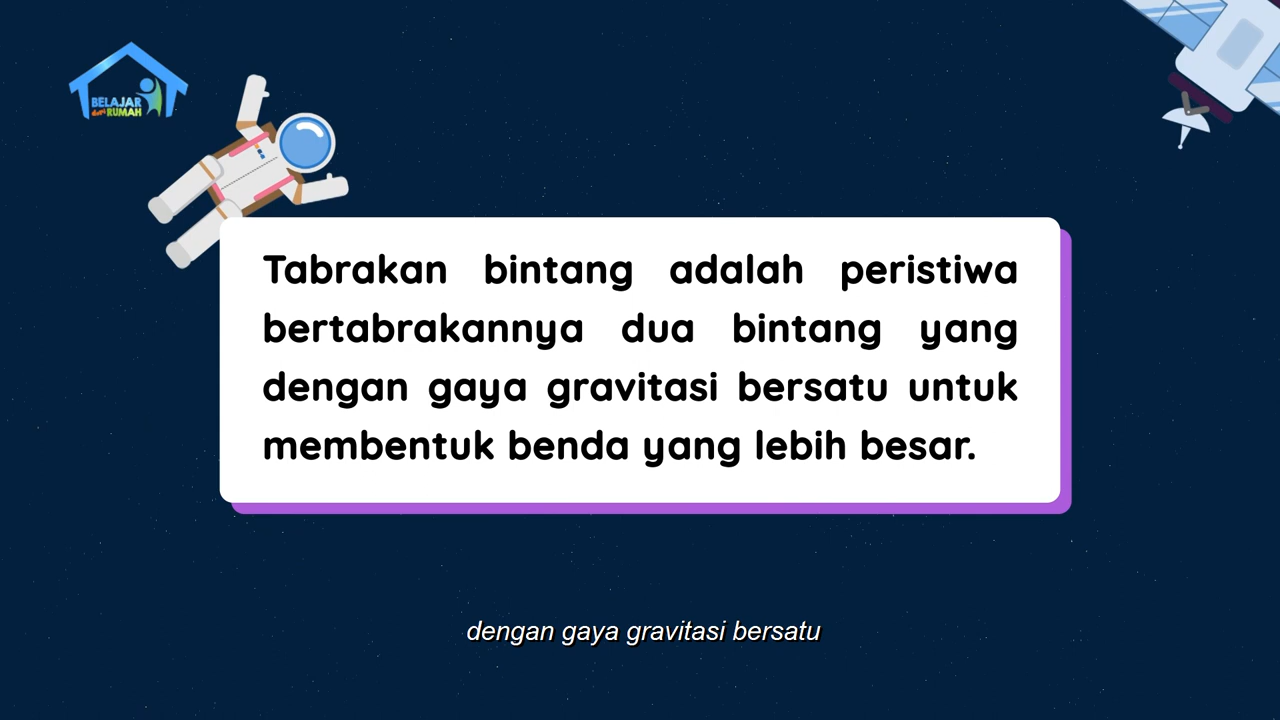 BELAJAR
dari RUMAH
Tabrakan bintang adalah peristiwa
bertabrakannya dua bintang yang
dengan gaya gravitasi bersatu untuk
membentuk benda yang lebih besar.
dengan gaya gravitasi bersatu